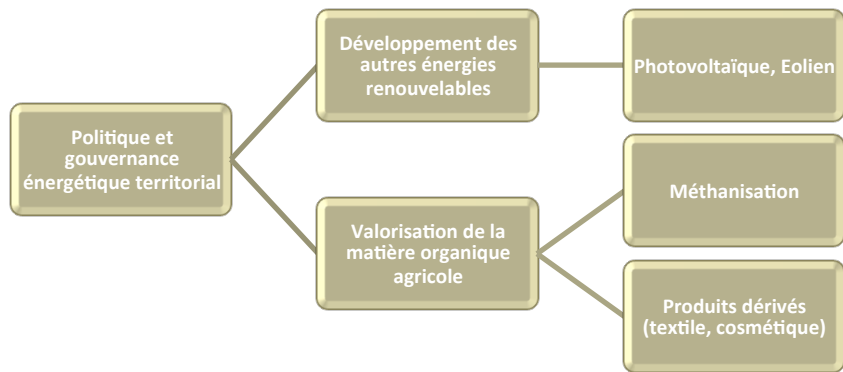 Politique et
gouvernance
énergétique territorial
Développement des
autres énergies
renouvelables
Photovoltaïque, Eolien
Valorisation de la
matière organique
agricole
Méthanisation
Produits dérivés
(textile, cosmétique)